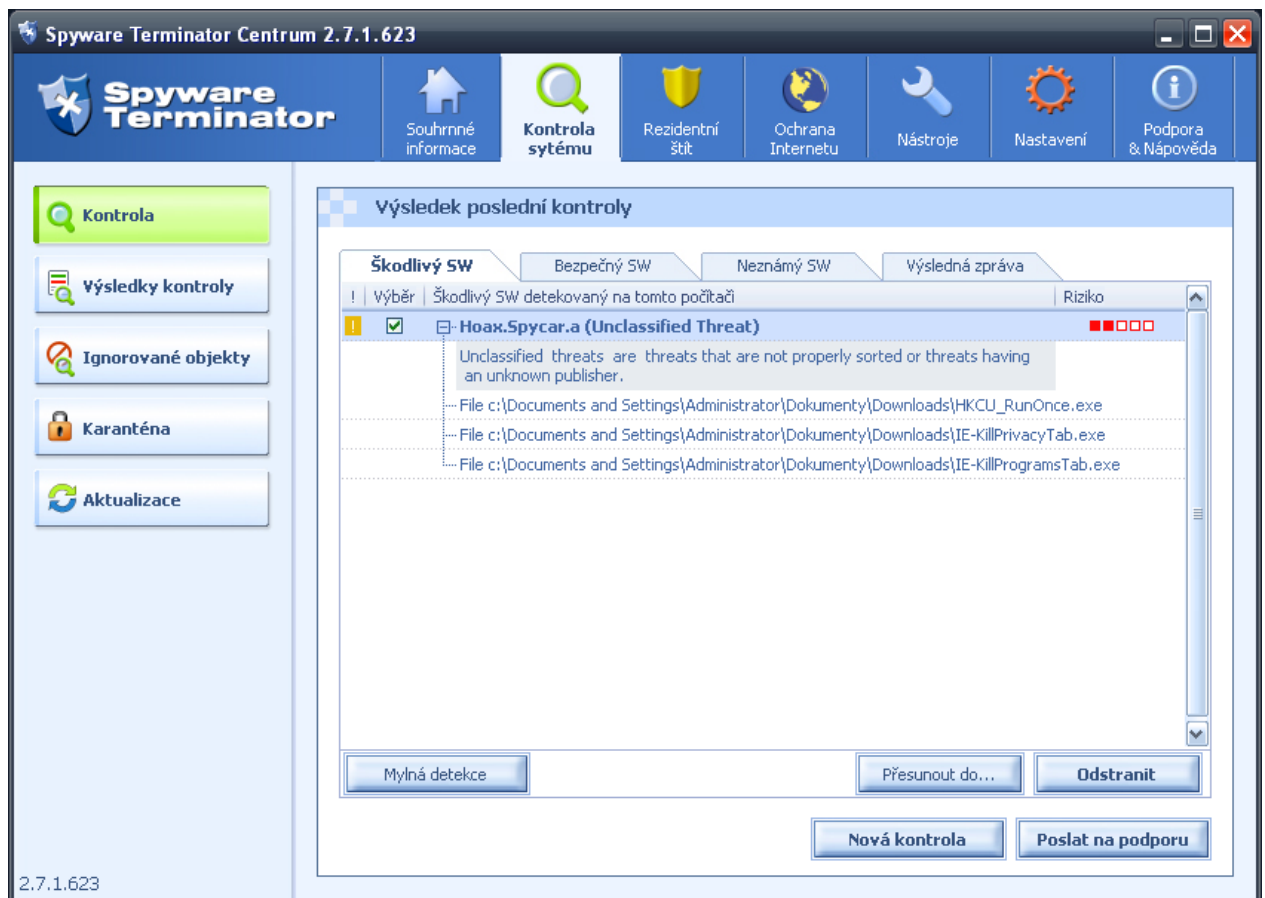 Spyware Terminator Centrum 2.7.1.623
Spyware
Terminator
Souhrnné
informace
Kontrola
sytému
Rezidentní
štít
Ochrana
Internetu
Nástroje
Nastavení
Podpora
& Nápověda
Kontrola
Výsledky kontroly
Ignorované objekty
Karanténa
Aktualizace
2.7.1.623
Výsledek poslední kontroly
Škodlivý SW
Bezpečný SW
Neznámý SW
Výsledná zpráva
! Výběr Škodlivý SW detekovaný na tomto počítači Riziko
! Hoax.Spycar.a (Unclassified Threat)
Unclassified threats are threats that are not properly sorted or threats having
an unknown publisher.
File c:\Documents and Settings\Administrator\Dokumenty\Downloads\HKCU_RunOnce.exe
File c:\Documents and Settings\Administrator\Dokumenty\Downloads\IE-KillPrivacyTab.exe
File c:\Documents and Settings\Administrator\Dokumenty\Downloads\IE-KillProgramsTab.exe
Mylná detekce
Přesunout do...
Odstranit
Nová kontrola
Poslat na podporu